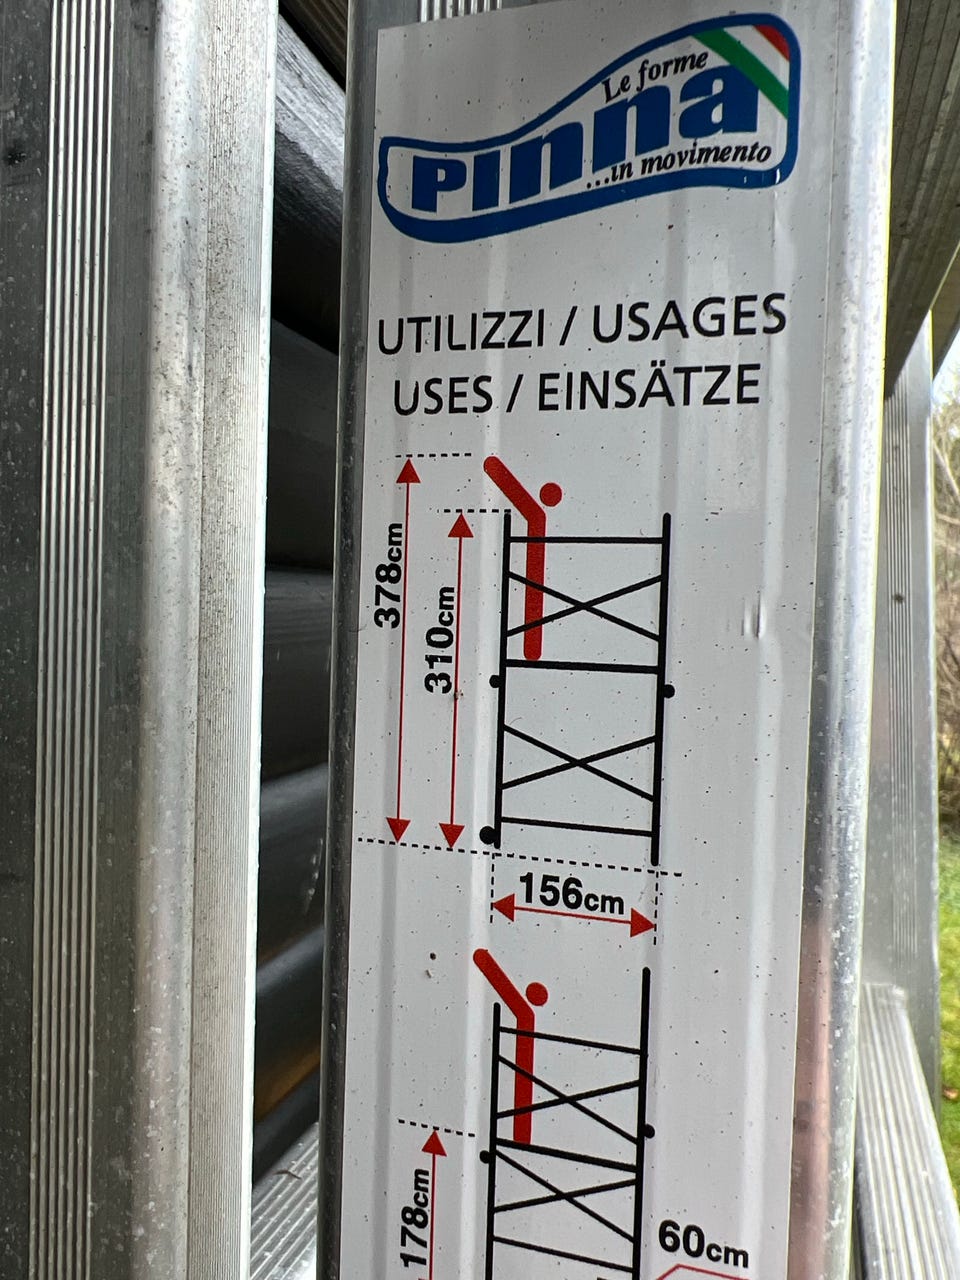 Le forme
PINNA
...in movimento
UTILIZZI / USAGES
USES / EINSÄTZE
378cm
310cm
156cm
178cm
60cm